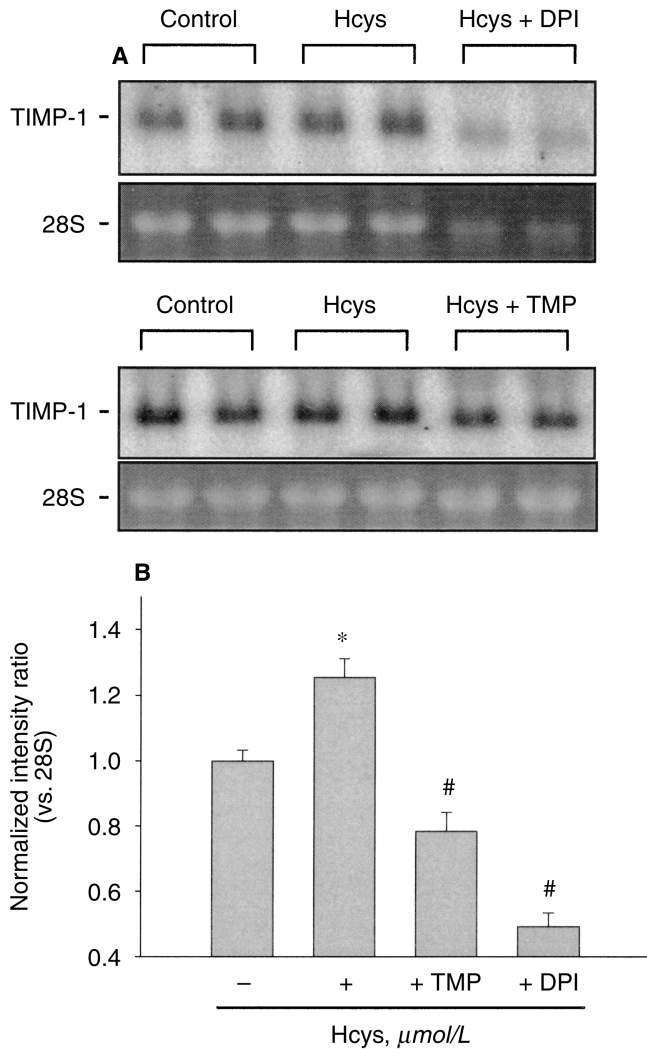 Control Hcys Hcys + DPI
A
TIMP-1 -
28S -
Control Hcys Hcys + TMP
TIMP-1 -
28S -
B
Normalized intensity ratio
(vs. 28S)
1.4
1.2
1.0
0.8
0.6
0.4
*
#
#
– + + TMP + DPI
Hcys, μmol/L